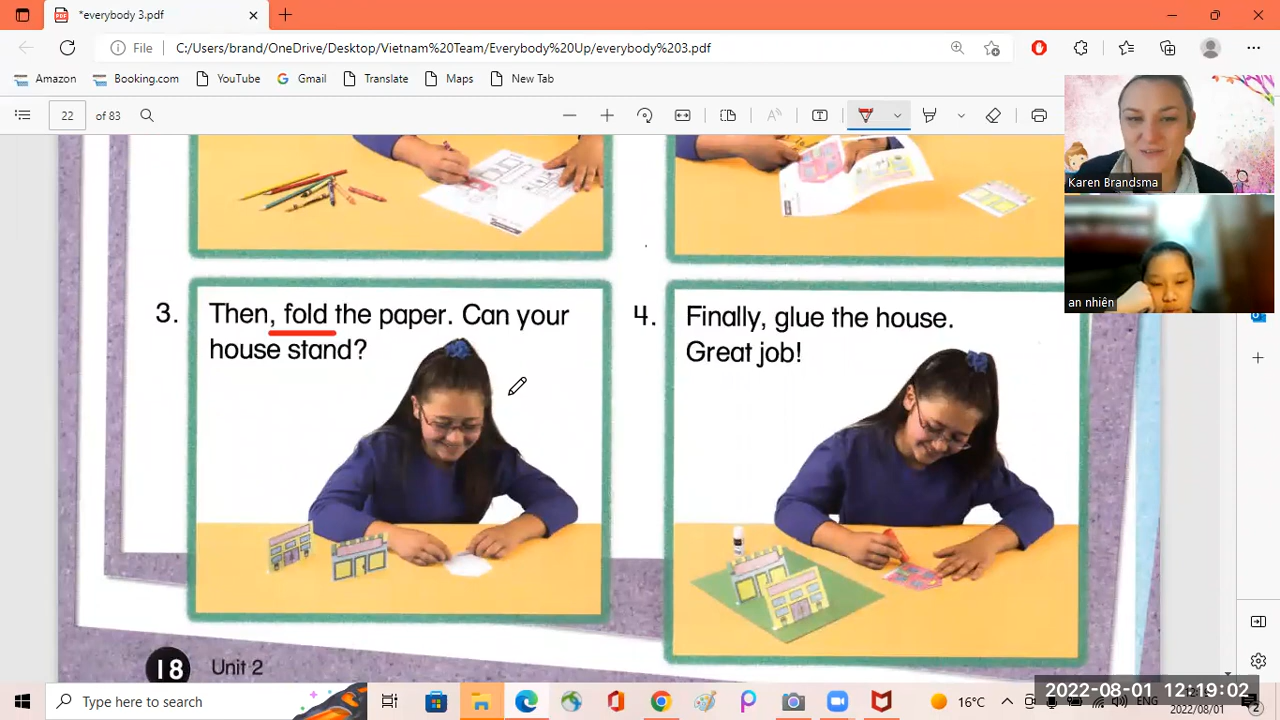 *everybody 3.pdf
File
C:/Users/brand/OneDrive/Desktop/Vietnam%20Team/Everybody%20Up/everybody%203.pdf
Amazon
Booking.com
YouTube
Gmail
Translate
Maps
New Tab
22 of 83
Karen Brandsma
an nhiên
3. Then, fold the paper. Can your
house stand?
4. Finally, glue the house.
Great job!
18 Unit 2
Type here to search
16°C
ENG
2022-08-01 12:19:02
2022/08/01